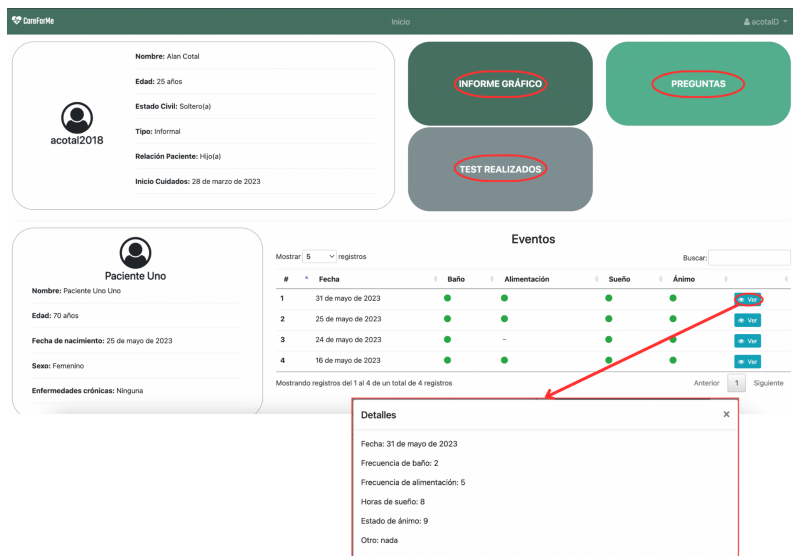 CareForMe
Inicio
acotalD
Nombre: Alan Cotal
Edad: 25 años
Estado Civil: Soltero(a)
Tipo: Informal
Relación Paciente: Hijo(a)
Inicio Cuidados: 28 de marzo de 2023
acotal2018
INFORME GRÁFICO
PREGUNTAS
TEST REALIZADOS
Paciente Uno
Nombre: Paciente Uno Uno
Edad: 70 años
Fecha de nacimiento: 25 de mayo de 2023
Sexo: Femenino
Enfermedades crónicas: Ninguna
Eventos
Mostrar 5 registros
Buscar:
# Fecha Baño Alimentación Sueño Ánimo
1 31 de mayo de 2023 Ver
2 25 de mayo de 2023 Ver
3 24 de mayo de 2023 – Ver
4 16 de mayo de 2023 Ver
Mostrando registros del 1 al 4 de un total de 4 registros
Anterior 1 Siguiente
Detalles ×
Fecha: 31 de mayo de 2023
Frecuencia de baño: 2
Frecuencia de alimentación: 5
Horas de sueño: 8
Estado de ánimo: 9
Otro: nada